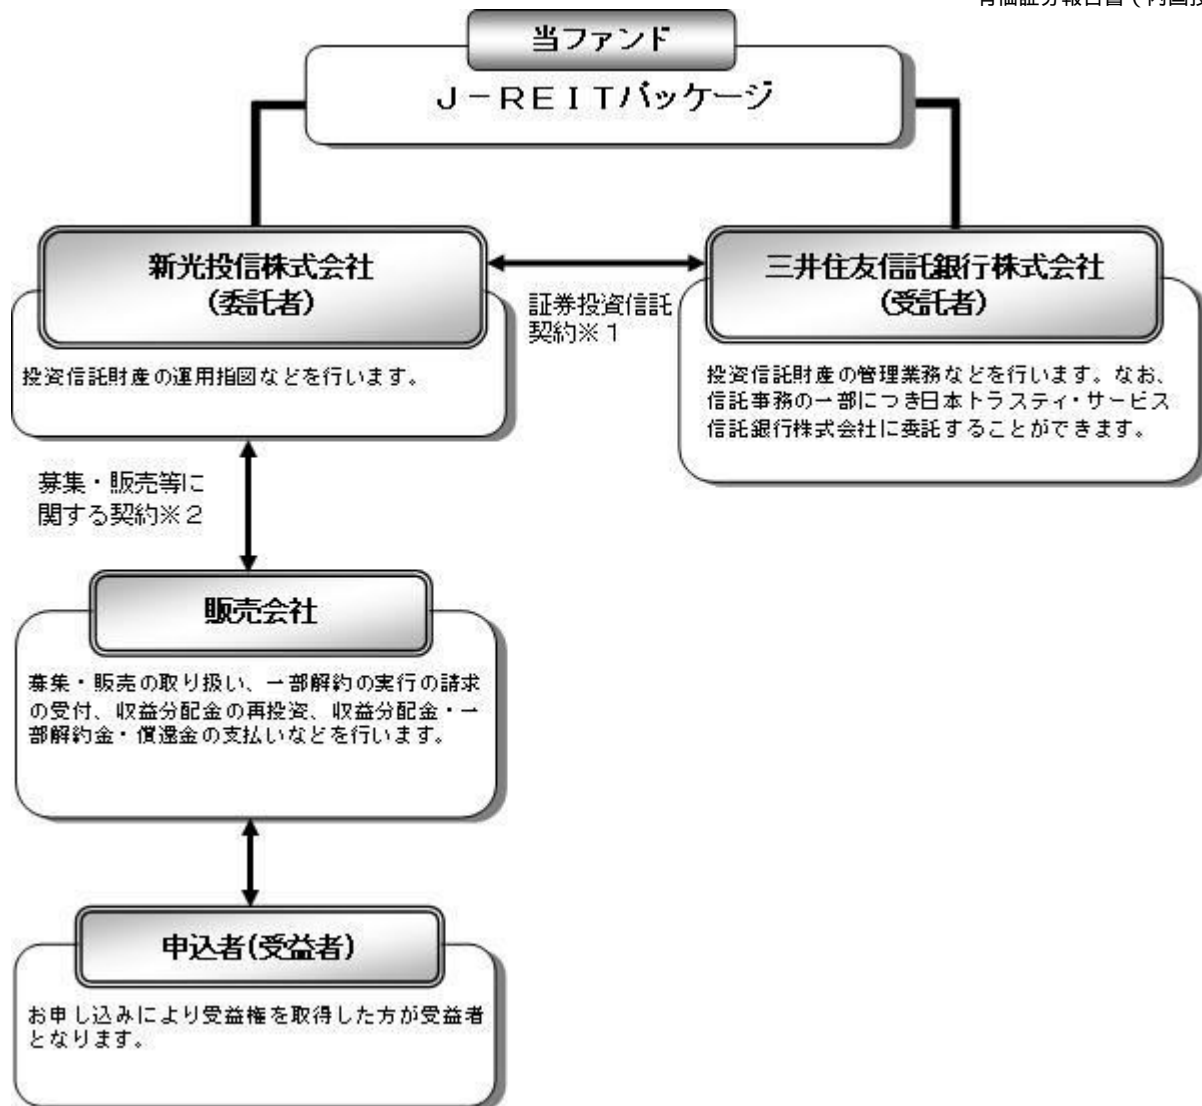 当ファンド
J-REITパッケージ
新光投信株式会社
(委託者)
三井住友信託銀行株式会社
(受託者)
証券投資信託
契約※1
投資信託財産の運用指図などを行います。
投資信託財産の管理業務などを行います。なお、
信託事務の一部につき日本トラスティ・サービス
信託銀行株式会社に委託することができます。
募集・販売等に
関する契約※2
販売会社
募集・販売の取り扱い、一部解約の実行の請求
の受付、収益分配金の再投資、収益分配金・一
部解約金・償還金の支払いなどを行います。
申込者(受益者)
お申し込みにより受益権を取得した方が受益者
となります。